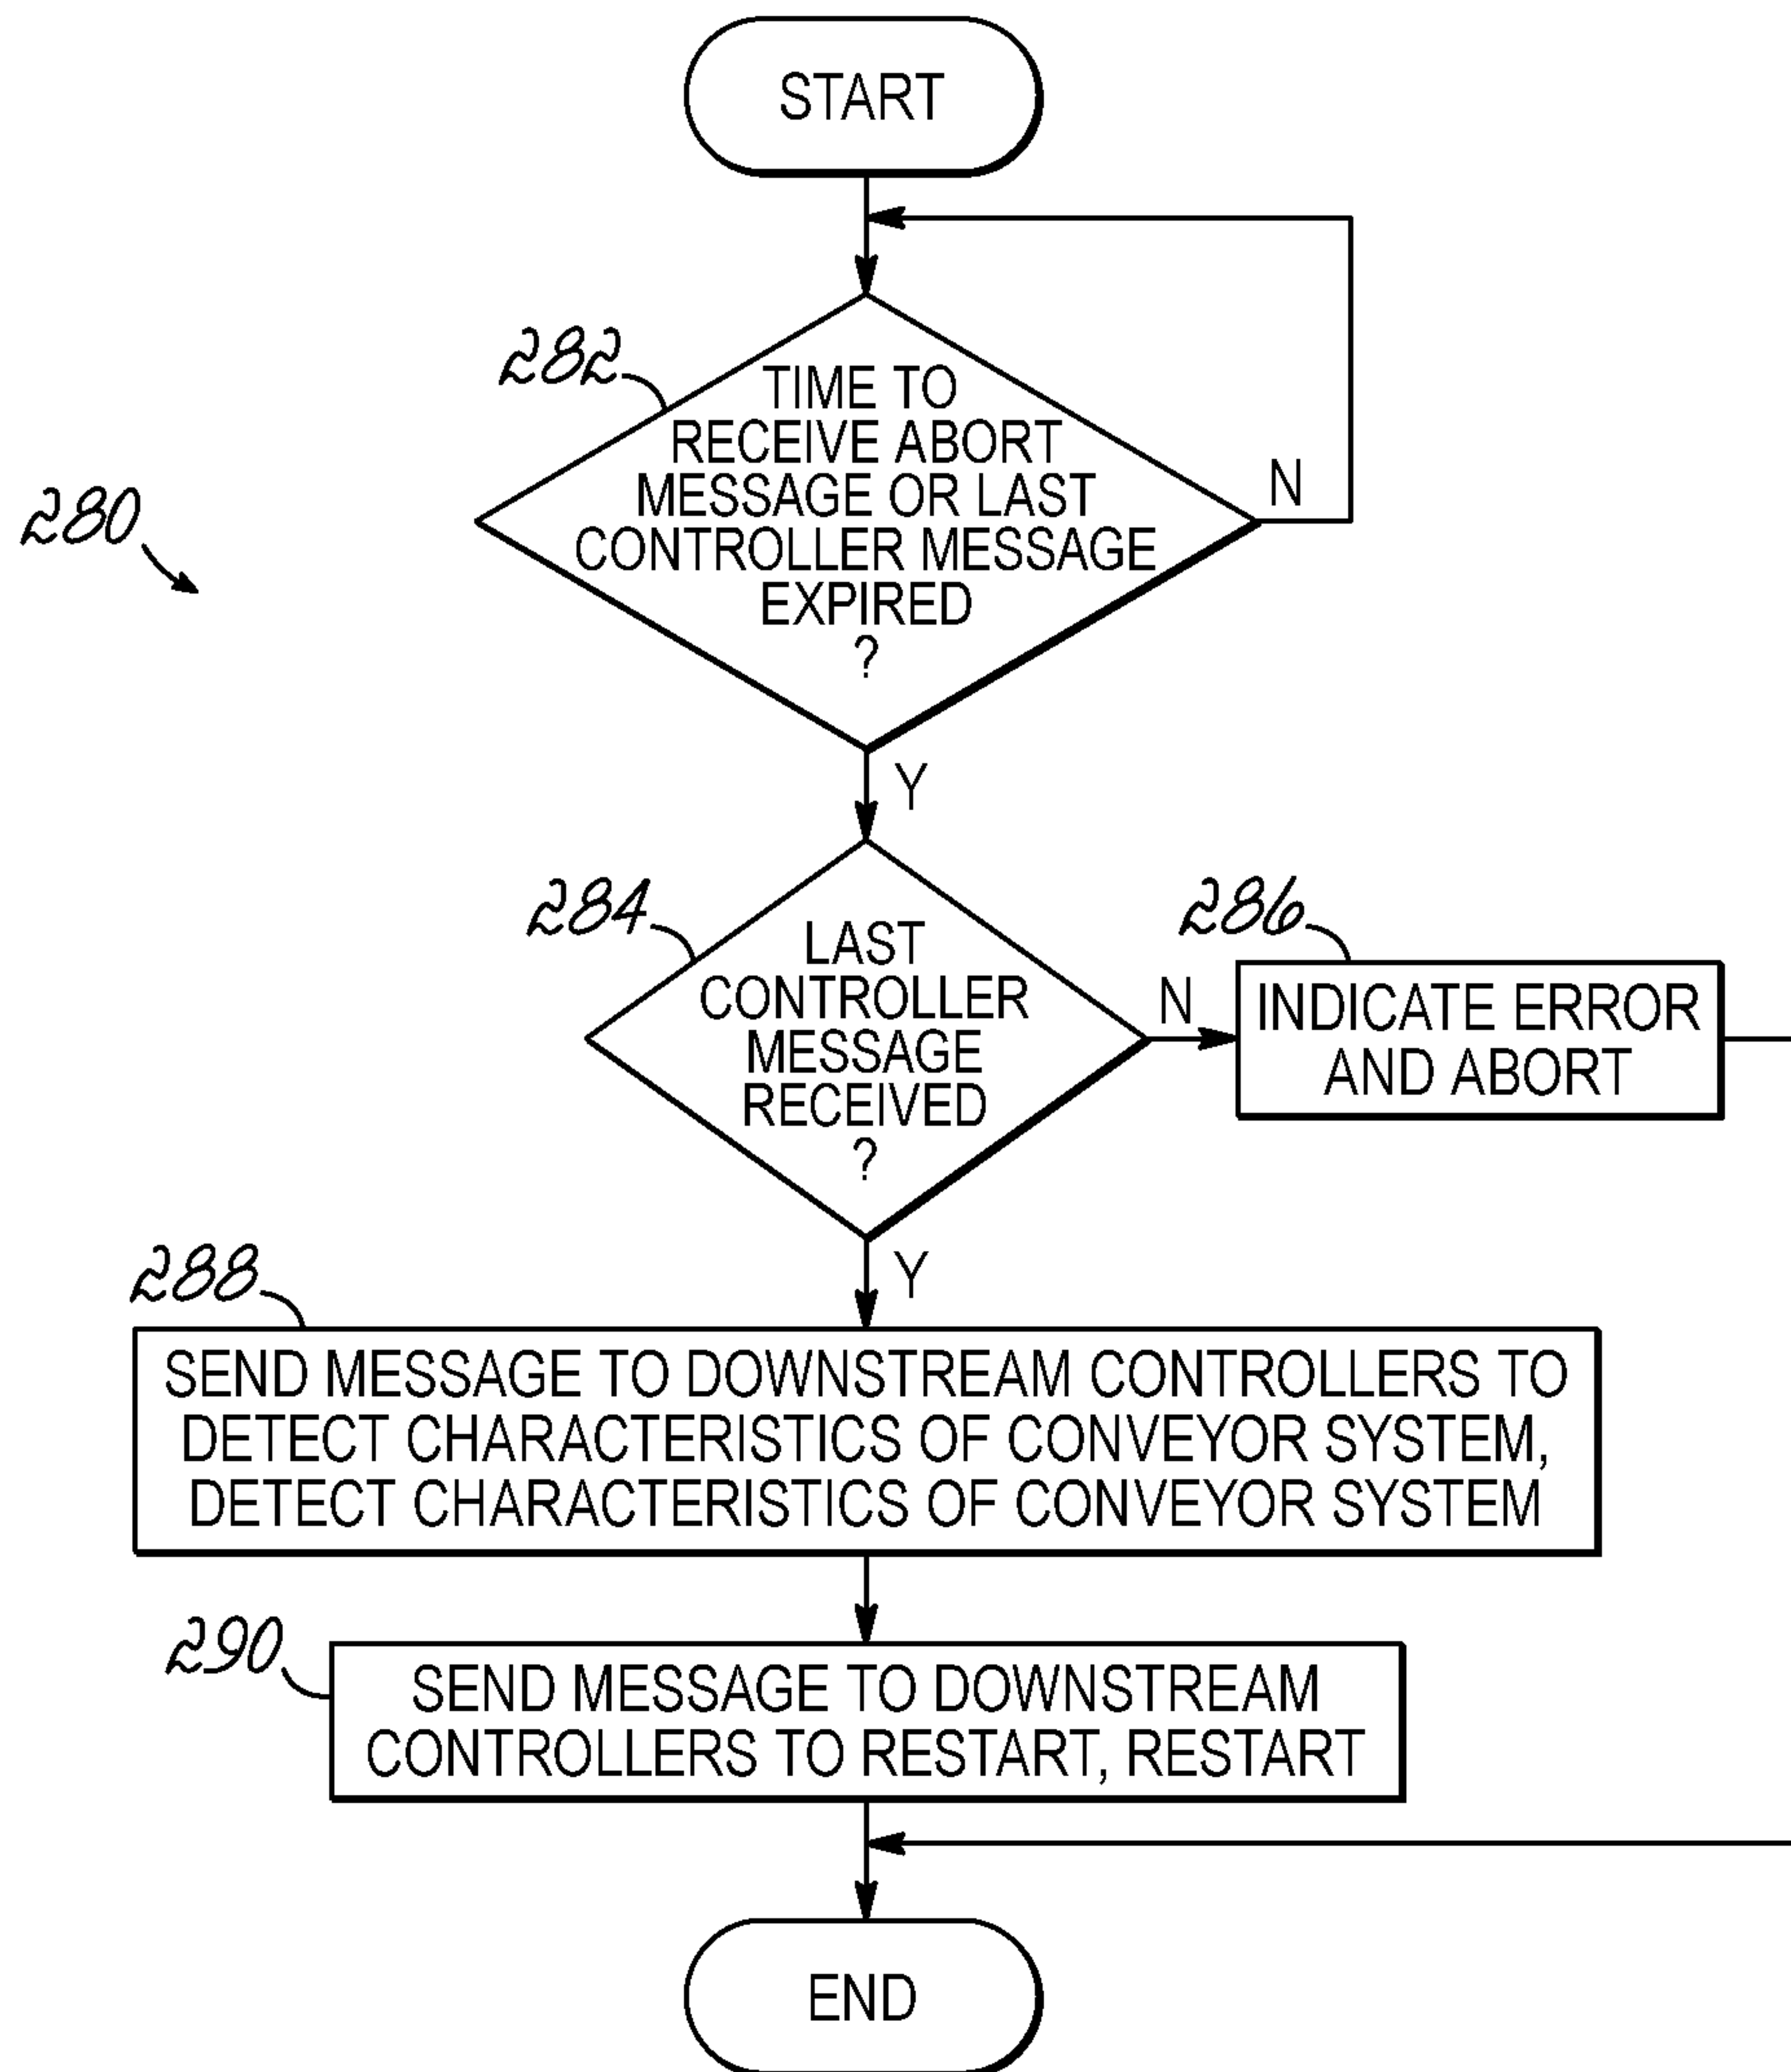 START
282
TIME TO
RECEIVE ABORT
MESSAGE OR LAST
CONTROLLER MESSAGE
EXPIRED
?
N
280
Y
284
LAST
CONTROLLER
MESSAGE
RECEIVED
?
N
286
INDICATE ERROR
AND ABORT
Y
288
SEND MESSAGE TO DOWNSTREAM CONTROLLERS TO
DETECT CHARACTERISTICS OF CONVEYOR SYSTEM,
DETECT CHARACTERISTICS OF CONVEYOR SYSTEM
290
SEND MESSAGE TO DOWNSTREAM
CONTROLLERS TO RESTART, RESTART
END